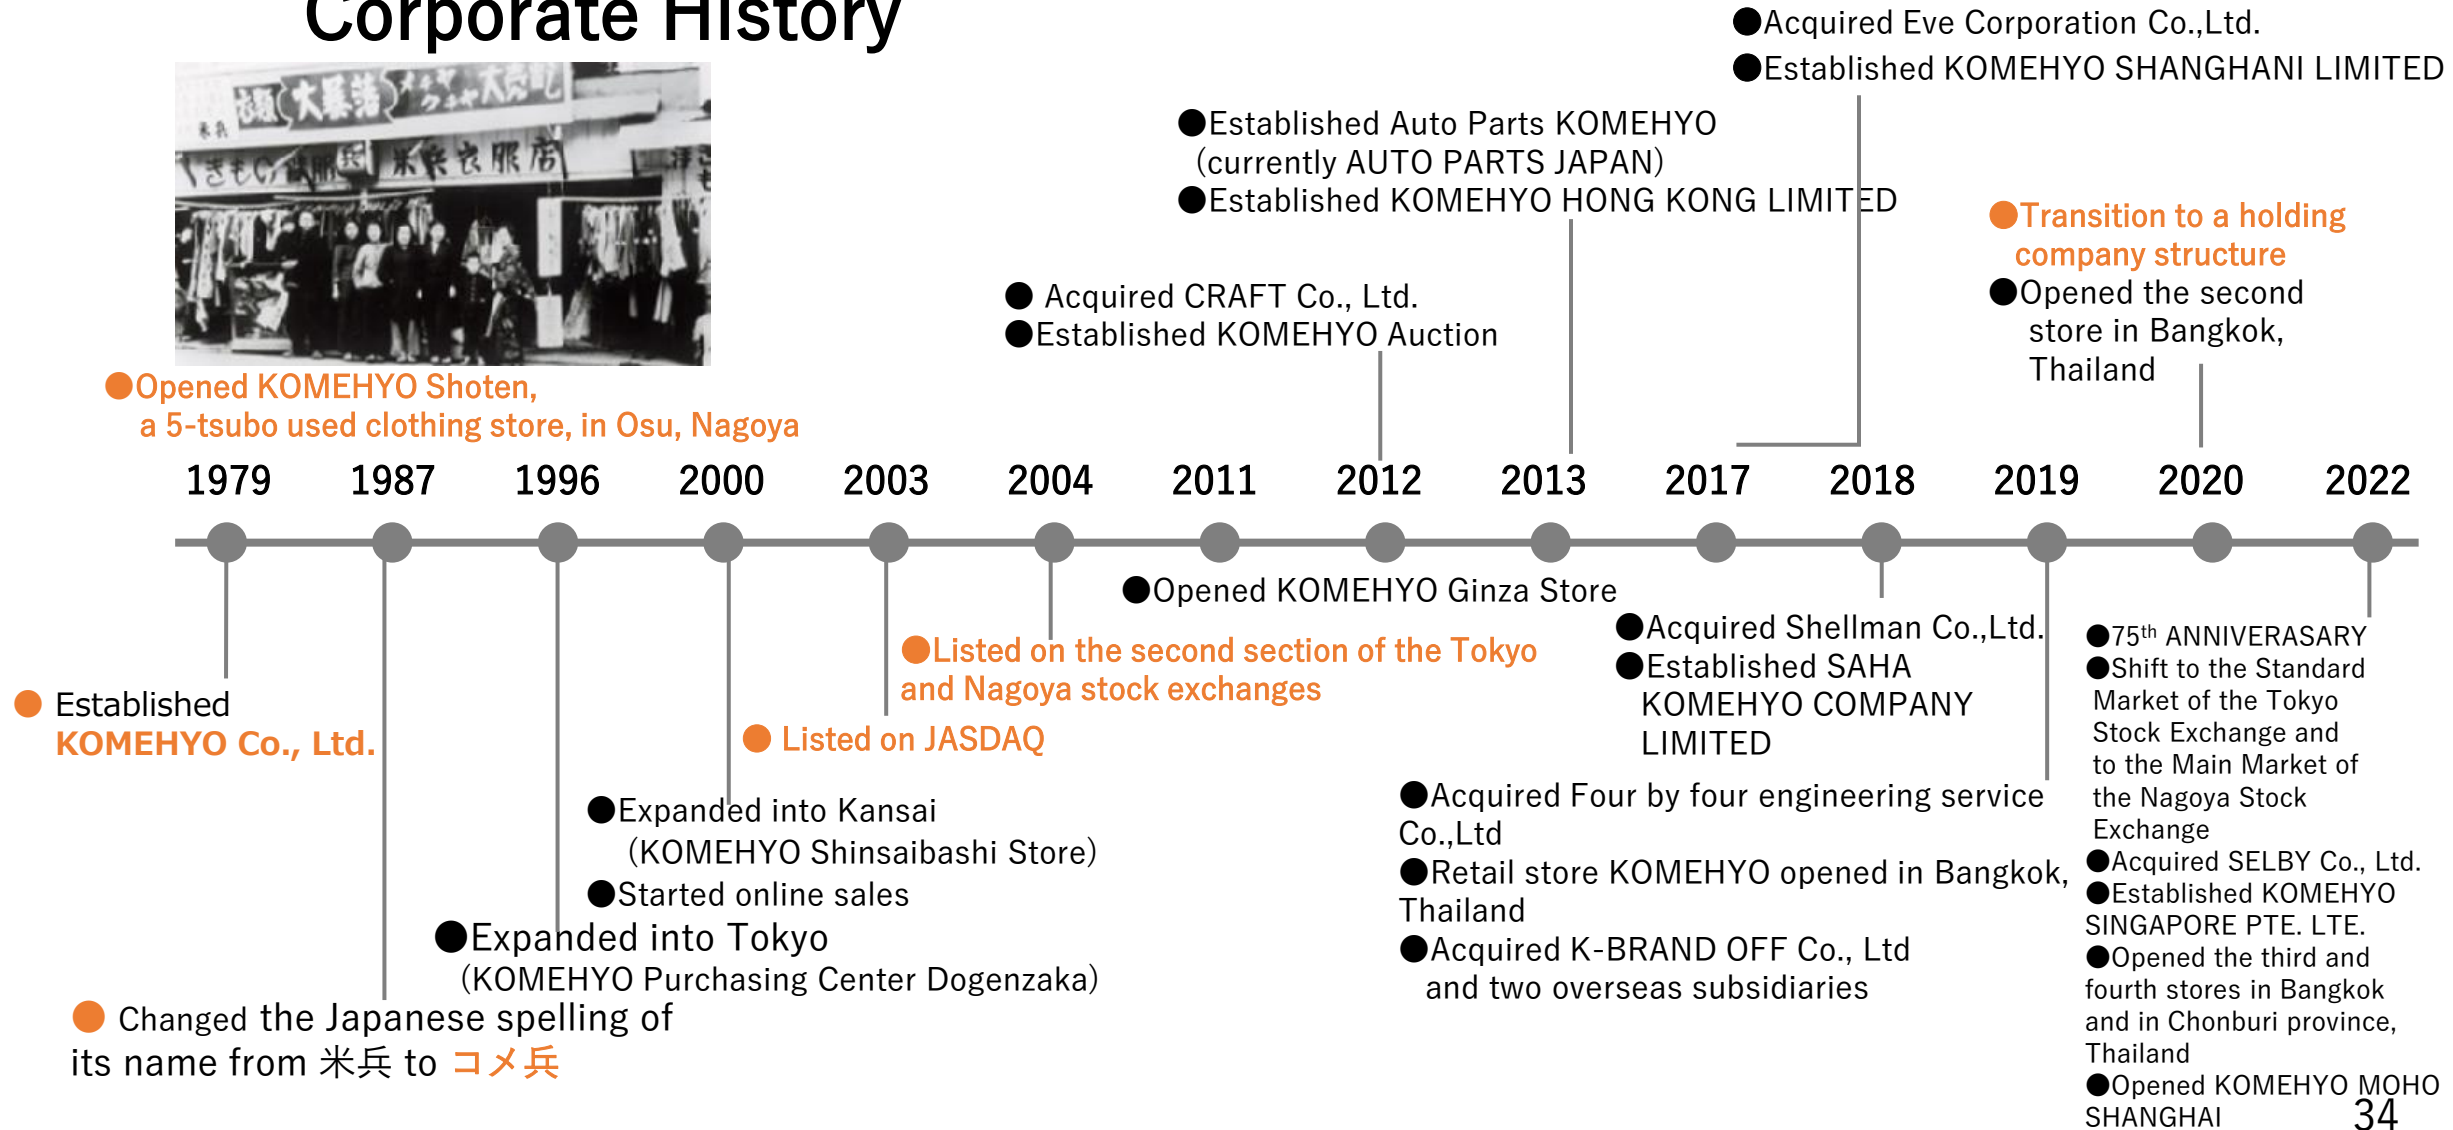 Corporate History
●Acquired Eve Corporation Co.,Ltd.
●Established KOMEHYO SHANGHANI LIMITED
大暴落
米兵
米兵衣服店
●Established Auto Parts KOMEHYO
(currently AUTO PARTS JAPAN)
●Established KOMEHYO HONG KONG LIMITED
●Transition to a holding
company structure
●Opened the second
store in Bangkok,
Thailand
● Acquired CRAFT Co., Ltd.
●Established KOMEHYO Auction
●Opened KOMEHYO Shoten,
a 5-tsubo used clothing store, in Osu, Nagoya
1979 1987 1996 2000 2003 2004 2011 2012 2013 2017 2018 2019 2020 2022
● Established
KOMEHYO Co., Ltd.
● Changed the Japanese spelling of
its name from 米兵 to コメ兵
●Expanded into Tokyo
(KOMEHYO Purchasing Center Dogenzaka)
●Expanded into Kansai
(KOMEHYO Shinsaibashi Store)
●Started online sales
● Listed on JASDAQ
●Listed on the second section of the Tokyo
and Nagoya stock exchanges
●Opened KOMEHYO Ginza Store
●Acquired Shellman Co.,Ltd.
●Established SAHA
KOMEHYO COMPANY
LIMITED
●Acquired Four by four engineering service
Co.,Ltd
●Retail store KOMEHYO opened in Bangkok,
Thailand
●Acquired K-BRAND OFF Co., Ltd
and two overseas subsidiaries
●75th ANNIVERASARY
●Shift to the Standard
Market of the Tokyo
Stock Exchange and
to the Main Market of
the Nagoya Stock
Exchange
●Acquired SELBY Co., Ltd.
●Established KOMEHYO
SINGAPORE PTE. LTE.
●Opened the third and
fourth stores in Bangkok
and in Chonburi province,
Thailand
●Opened KOMEHYO MOHO
SHANGHAI
34